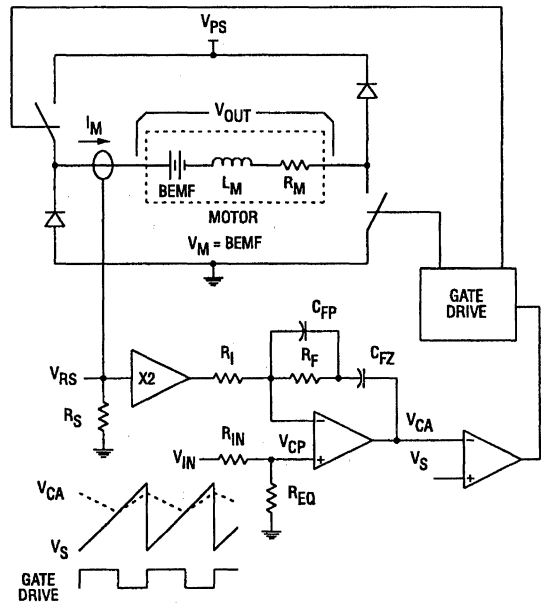 VPS
VOUT
IM
BEMF
LM
RM
MOTOR
VM = BEMF
GATE
DRIVE
CFP
RI
RF
CFZ
VRS
X2
RS
RIN
VCP
VCA
VIN
VS
REQ
−
+
−
+
VCA
VS
GATE
DRIVE